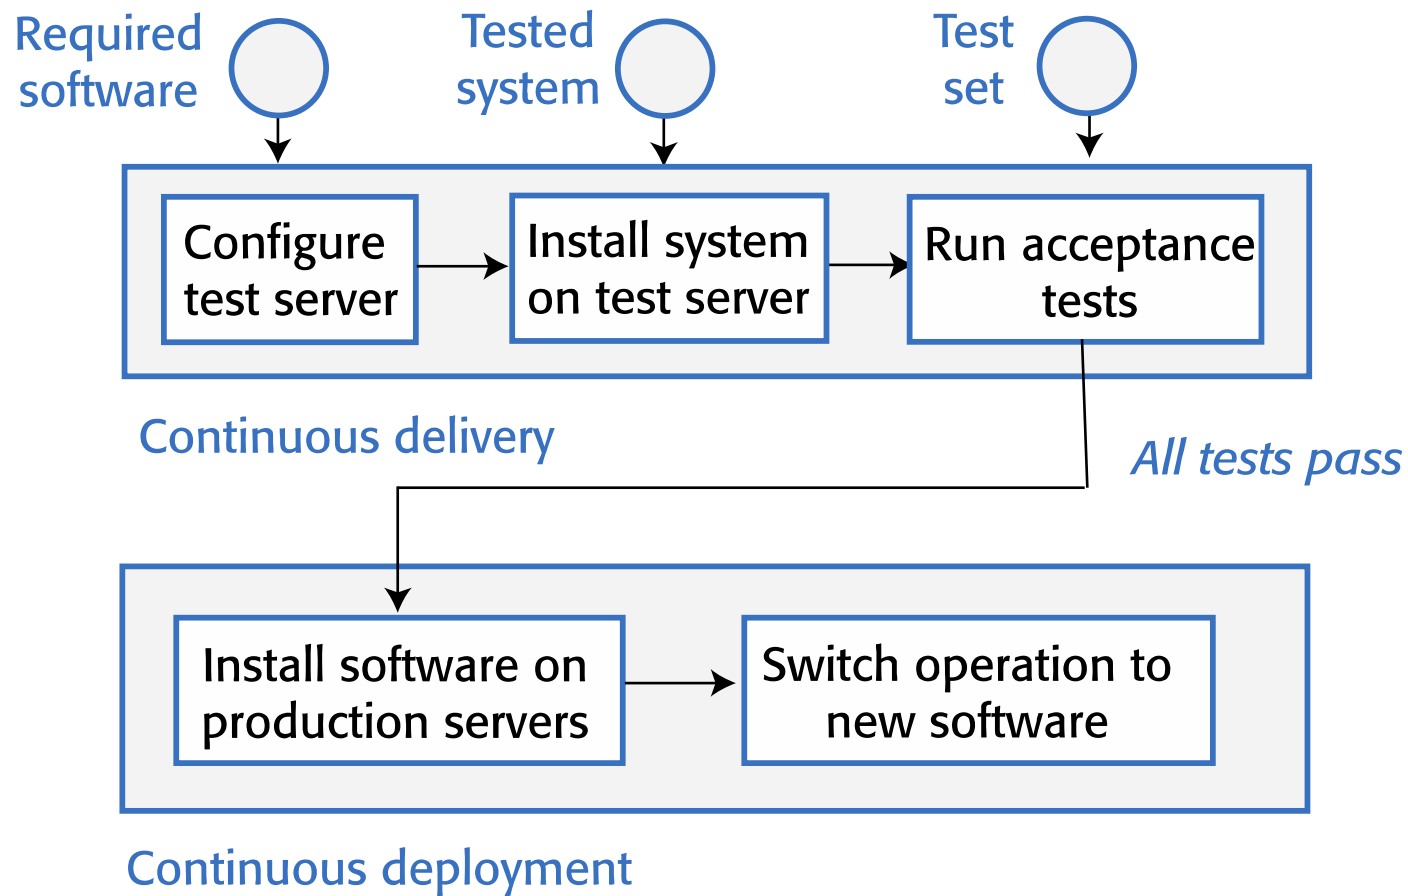 Required
software
Tested
system
Test
set
Configure
test server
Install system
on test server
Run acceptance
tests
Continuous delivery
All tests pass
Install software on
production servers
Switch operation to
new software
Continuous deployment